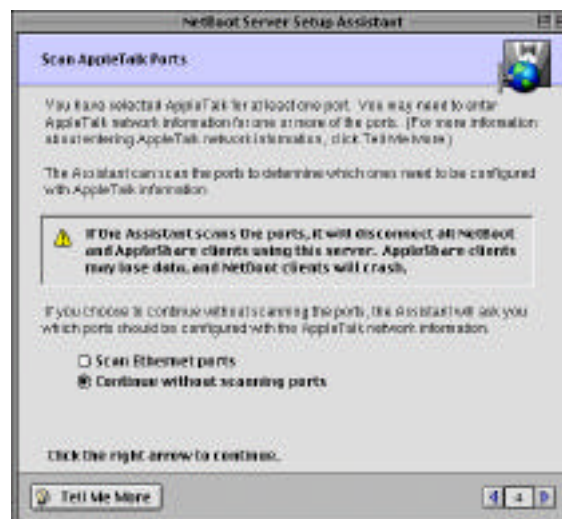 NetBoot Server Setup Assistant
Scan AppleTalk Ports
You have selected AppleTalk for at least one port. You may need to enter
AppleTalk network information for one or more of the ports. (For more information
about entering AppleTalk network information, click Tell Me More.)
The Assistant can scan the ports to determine which ones need to be configured
with AppleTalk information.
If the Assistant scans the ports, it will disconnect all NetBoot
and AppleShare clients using this server. AppleShare clients
may lose data, and NetBoot clients will crash.
If you choose to continue without scanning the ports, the Assistant will ask you
which ports should be configured with the AppleTalk network information.
Scan Ethernet ports
Continue without scanning ports
Click the right arrow to continue.
Tell Me More
4